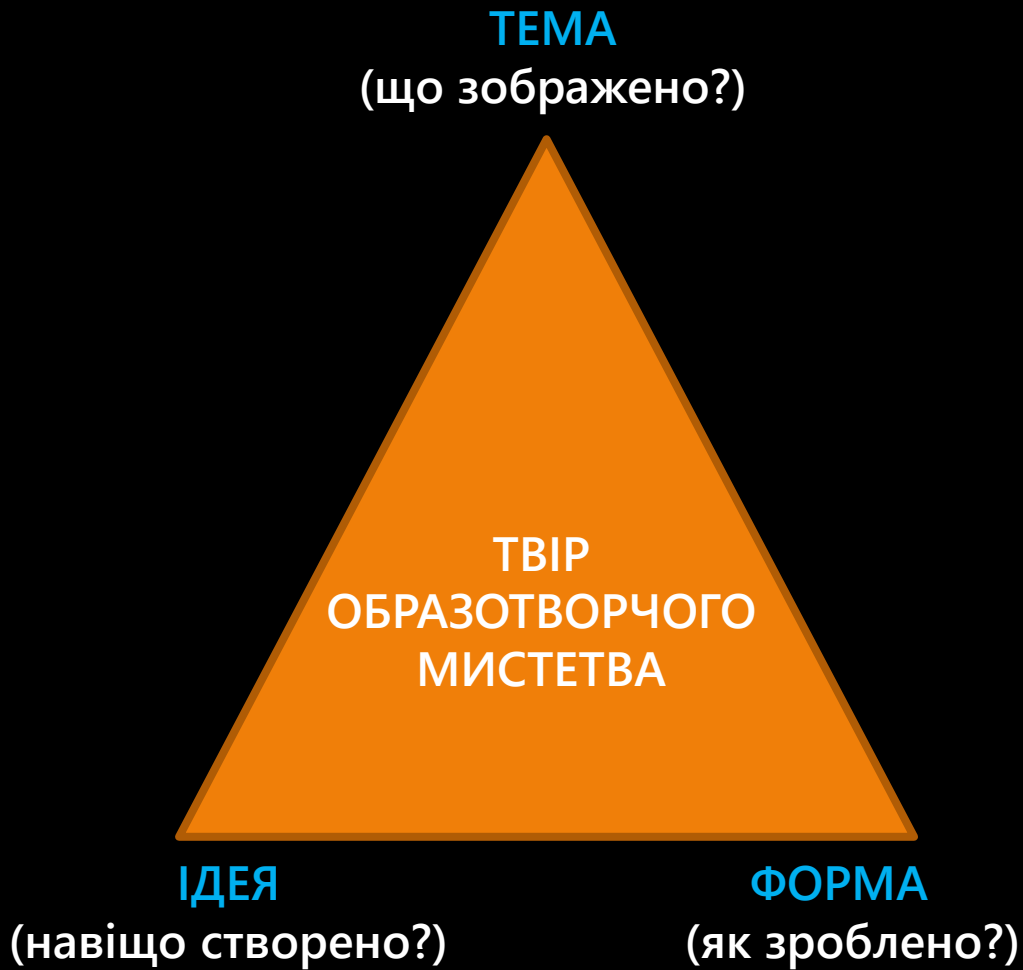 ТЕМА
(що зображено?)
ТВІР
ОБРАЗОТВОРЧОГО
МИСТЕТВА
ІДЕЯ
(навіщо створено?)
ФОРМА
(як зроблено?)